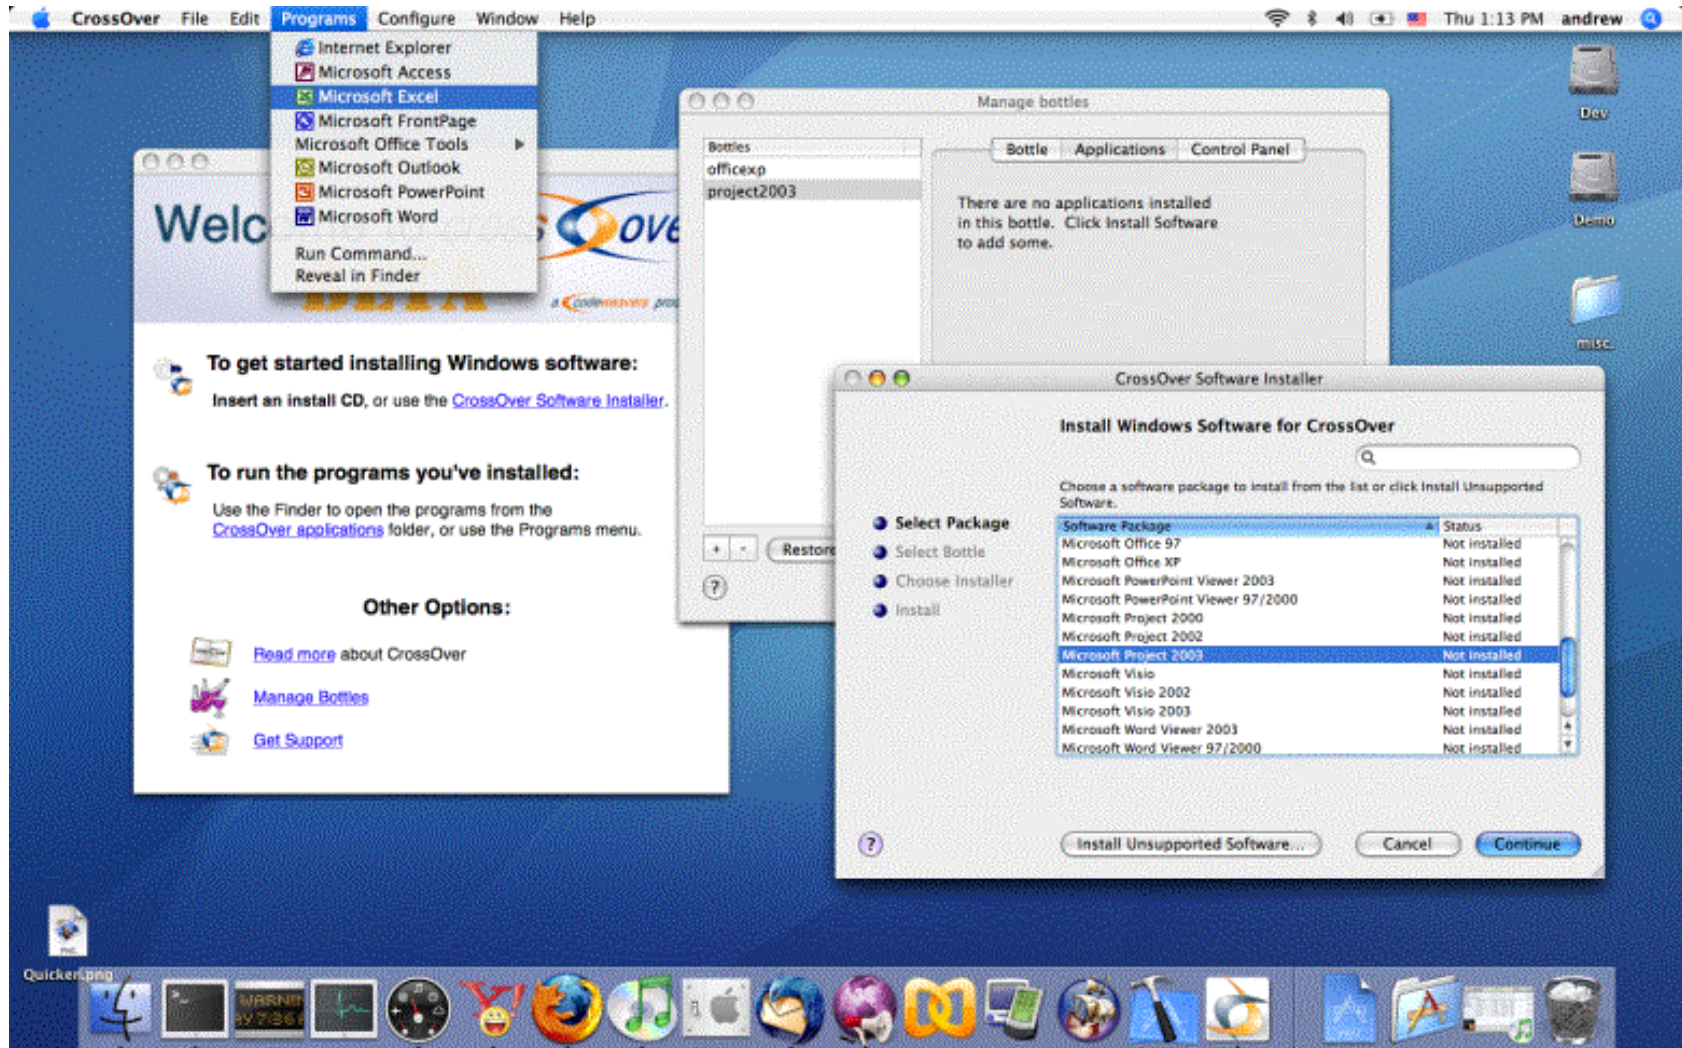 CrossOver File Edit Programs Configure Window Help Thu 1:13 PM andrew
Internet Explorer
Microsoft Access
Microsoft Excel
Microsoft FrontPage
Microsoft Office Tools
Microsoft Outlook
Microsoft PowerPoint
Microsoft Word
Run Command...
Reveal in Finder
Welc
ove
a codeweavers
To get started installing Windows software:
Insert an install CD, or use the CrossOver Software Installer.
To run the programs you've installed:
Use the Finder to open the programs from the
CrossOver applications folder, or use the Programs menu.
Other Options:
Read more about CrossOver
Manage Bottles
Get Support
Manage bottles
Bottles
officexp
project2003
Bottle Applications Control Panel
There are no applications installed
in this bottle. Click Install Software
to add some.
+ - Restore
?
CrossOver Software Installer
Install Windows Software for CrossOver
Choose a software package to install from the list or click Install Unsupported
Software.
Select Package
Select Bottle
Choose Installer
Install
Software Package Status
Microsoft Office 97 Not installed
Microsoft Office XP Not installed
Microsoft PowerPoint Viewer 2003 Not installed
Microsoft PowerPoint Viewer 97/2000 Not installed
Microsoft Project 2000 Not installed
Microsoft Project 2002 Not installed
Microsoft Project 2003 Not installed
Microsoft Visio Not installed
Microsoft Visio 2002 Not installed
Microsoft Visio 2003 Not installed
Microsoft Word Viewer 2003 Not installed
Microsoft Word Viewer 97/2000 Not installed
? Install Unsupported Software... Cancel Continue
Dev
Demo
misc.
Quicken.png
WARNIN